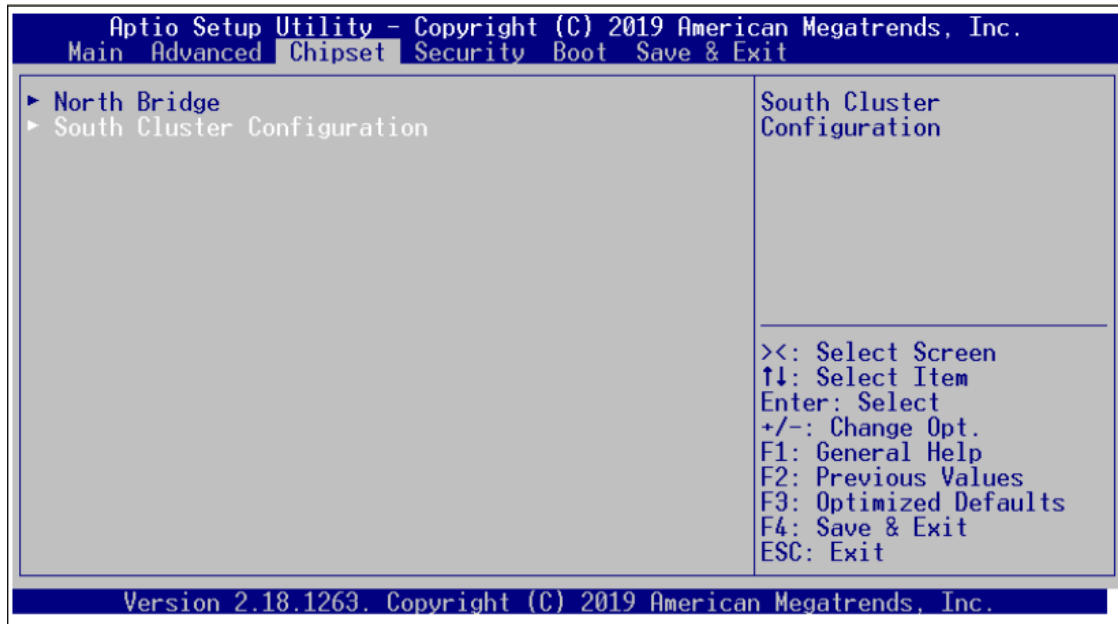 Aptio Setup Utility – Copyright (C) 2019 American Megatrends, Inc.
Main Advanced Chipset Security Boot Save & Exit
► North Bridge
► South Cluster Configuration
South Cluster
Configuration
><: Select Screen
↑↓: Select Item
Enter: Select
+/-: Change Opt.
F1: General Help
F2: Previous Values
F3: Optimized Defaults
F4: Save & Exit
ESC: Exit
Version 2.18.1263. Copyright (C) 2019 American Megatrends, Inc.